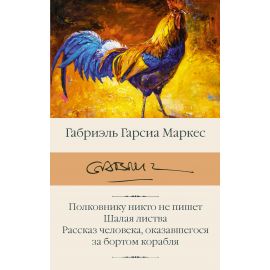 Габриэль Гарсиа Маркес
Полковнику никто не пишет
Шалая листва
Рассказ человека, оказавшегося
за бортом корабля